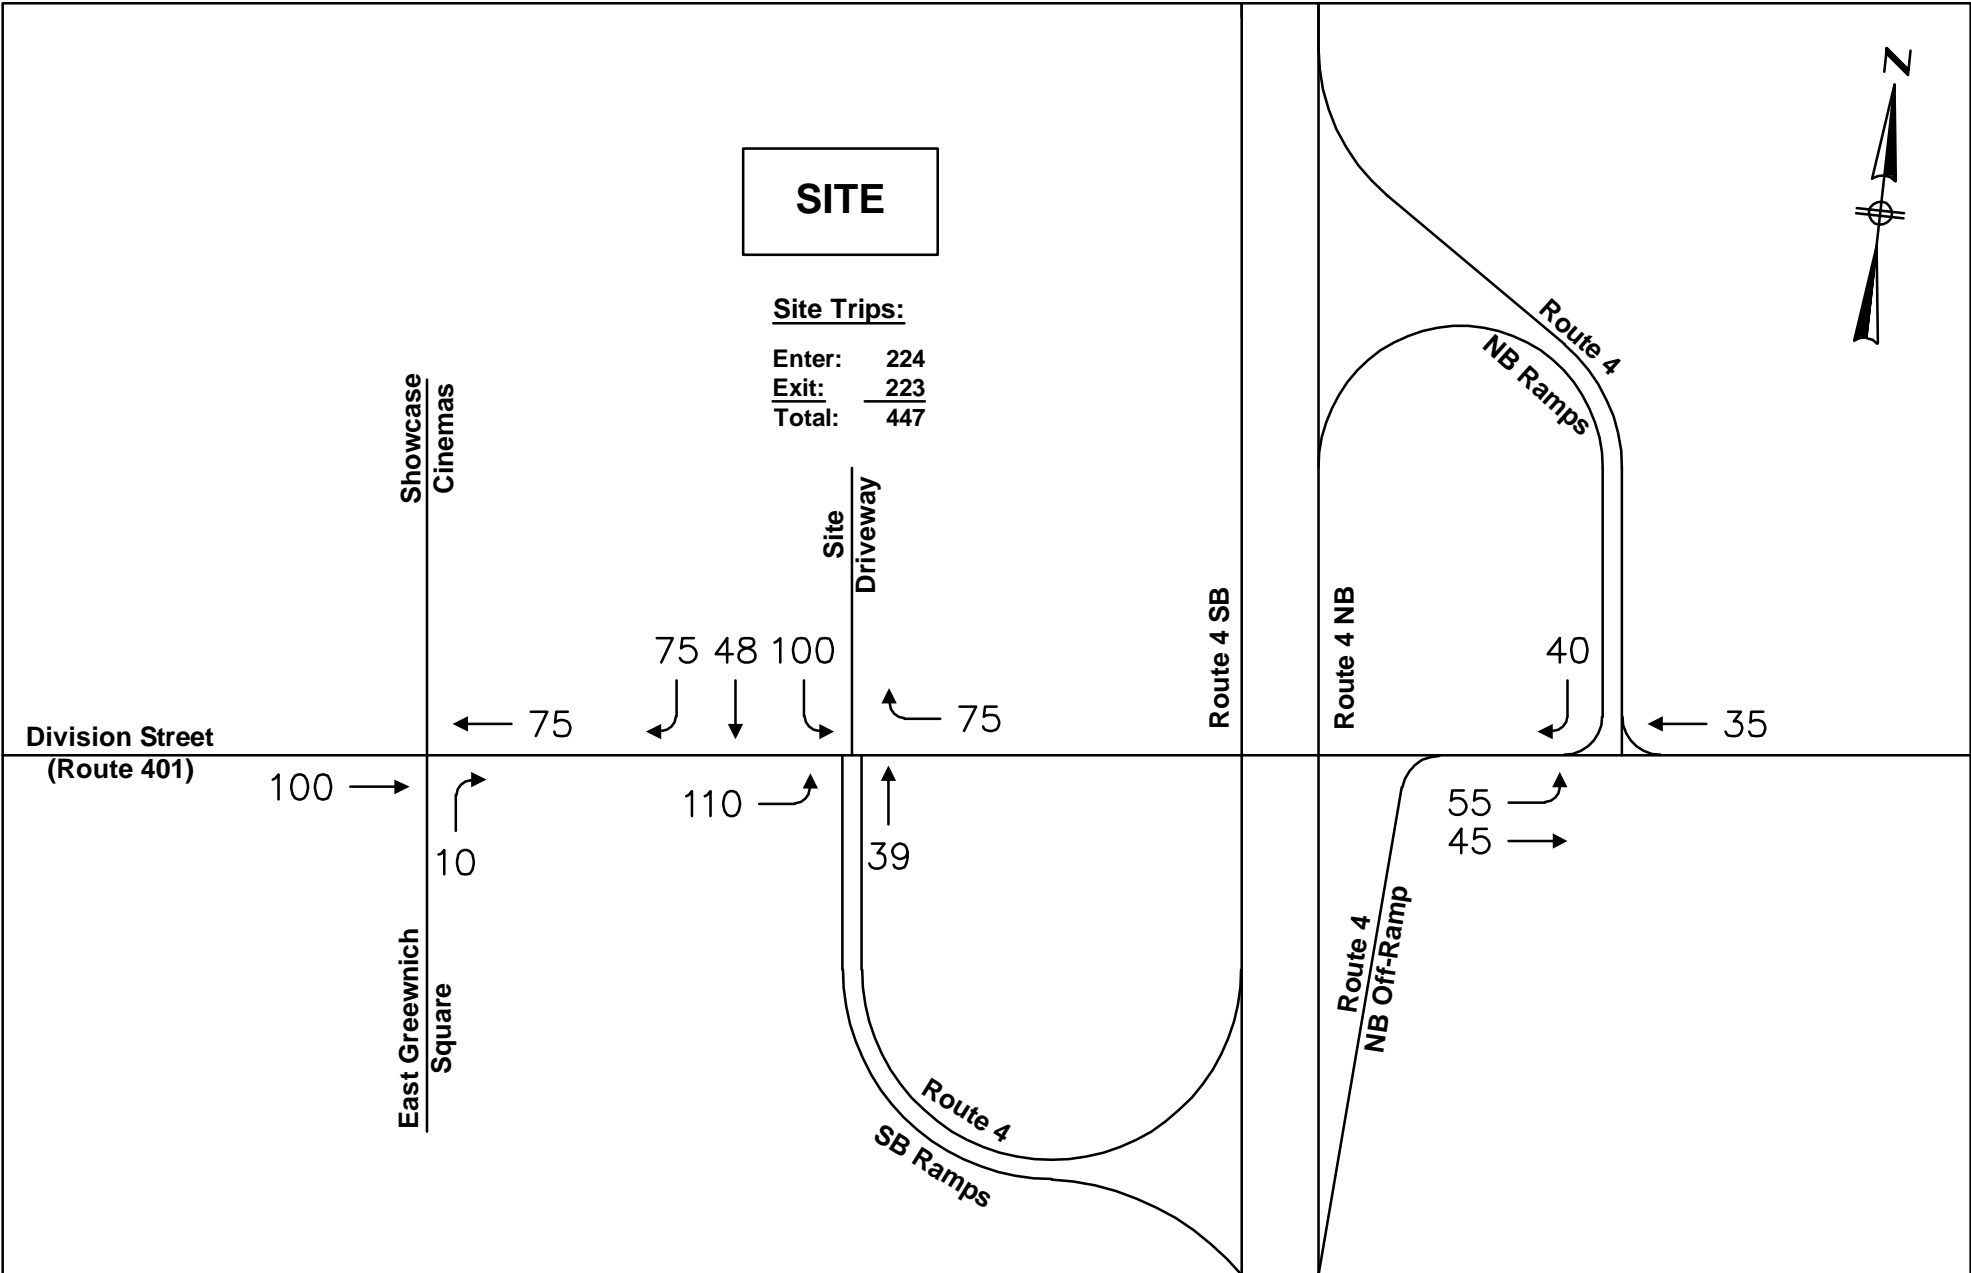 N
SITE
Site Trips:
Enter: 224
Exit: 223
Total: 447
Route 4
NB Ramps
Showcase
Cinemas
Site
Driveway
Route 4 SB
Route 4 NB
75 48 100
40
75
75
35
Division Street
(Route 401)
100
10
110
39
55
45
East Greewnich
Square
Route 4
NB Off-Ramp
Route 4
SB Ramps